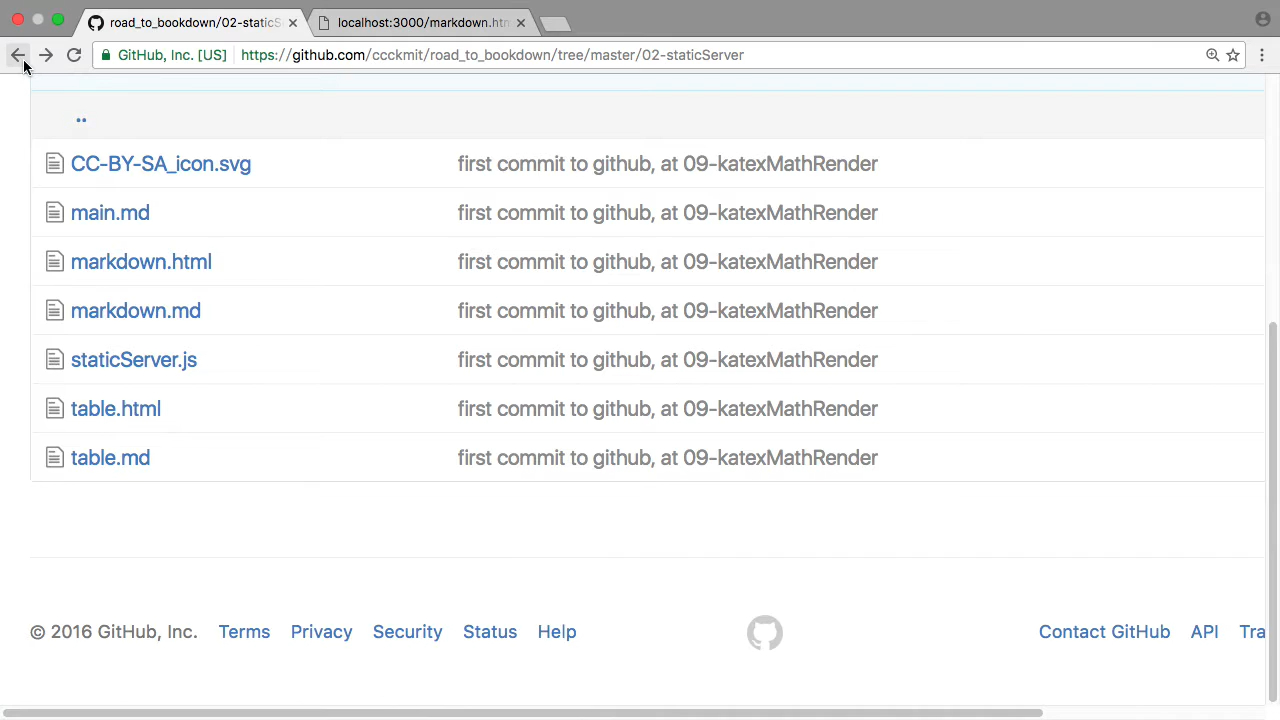 road_to_bookdown/02-staticS
localhost:3000/markdown.htm
GitHub, Inc. [US]
https://github.com/ccckmit/road_to_bookdown/tree/master/02-staticServer
..
CC-BY-SA_icon.svg first commit to github, at 09-katexMathRender
main.md first commit to github, at 09-katexMathRender
markdown.html first commit to github, at 09-katexMathRender
markdown.md first commit to github, at 09-katexMathRender
staticServer.js first commit to github, at 09-katexMathRender
table.html first commit to github, at 09-katexMathRender
table.md first commit to github, at 09-katexMathRender
© 2016 GitHub, Inc. Terms Privacy Security Status Help Contact GitHub API Tra